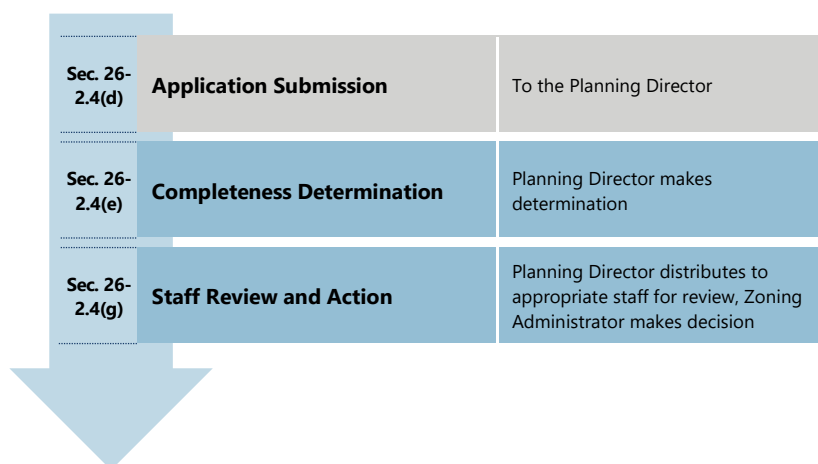 Sec. 26-
2.4(d)
Application Submission
To the Planning Director
Sec. 26-
2.4(e)
Completeness Determination
Planning Director makes
determination
Sec. 26-
2.4(g)
Staff Review and Action
Planning Director distributes to
appropriate staff for review, Zoning
Administrator makes decision